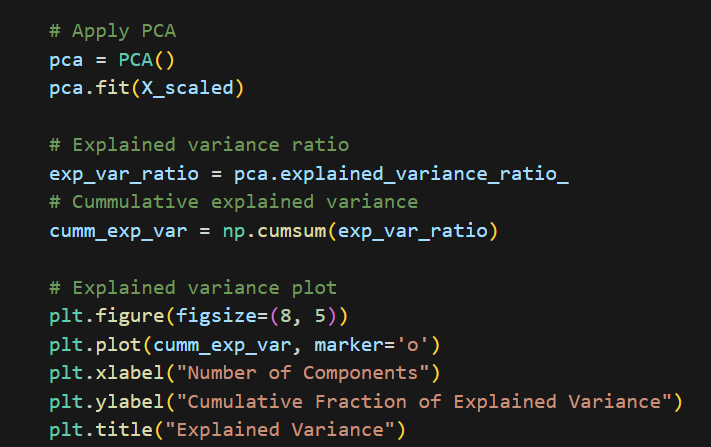 # Apply PCA
pca = PCA()
pca.fit(X_scaled)
# Explained variance ratio
exp_var_ratio = pca.explained_variance_ratio_
# Cummulative explained variance
cumm_exp_var = np.cumsum(exp_var_ratio)
# Explained variance plot
plt.figure(figsize=(8, 5))
plt.plot(cumm_exp_var, marker='o')
plt.xlabel("Number of Components")
plt.ylabel("Cumulative Fraction of Explained Variance")
plt.title("Explained Variance")